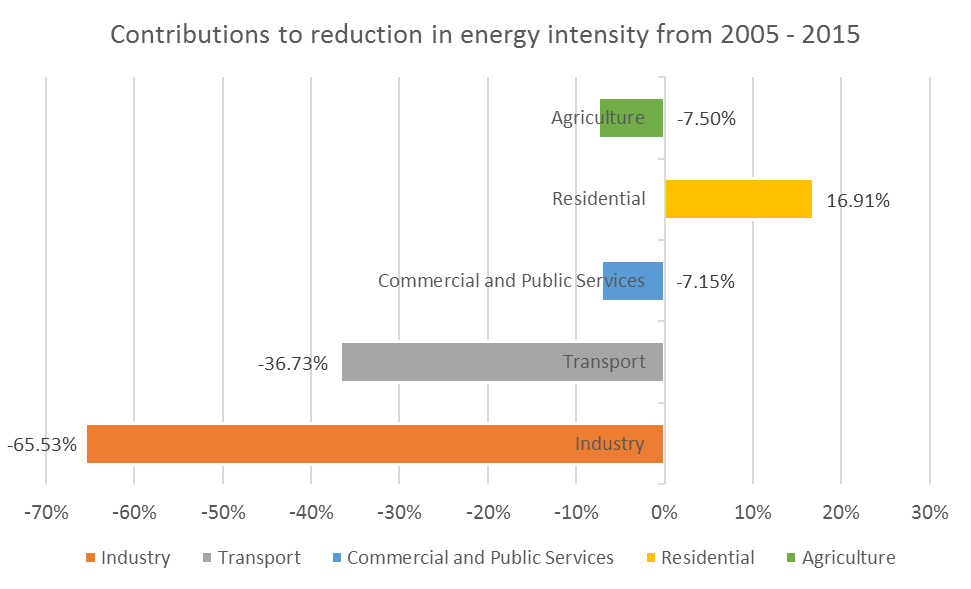 Contributions to reduction in energy intensity from 2005 - 2015
Agriculture -7.50%
Residential 16.91%
Commercial and Public Services -7.15%
-36.73% Transport
-65.53% Industry
-70% -60% -50% -40% -30% -20% -10% 0% 10% 20% 30%
Industry Transport Commercial and Public Services Residential Agriculture